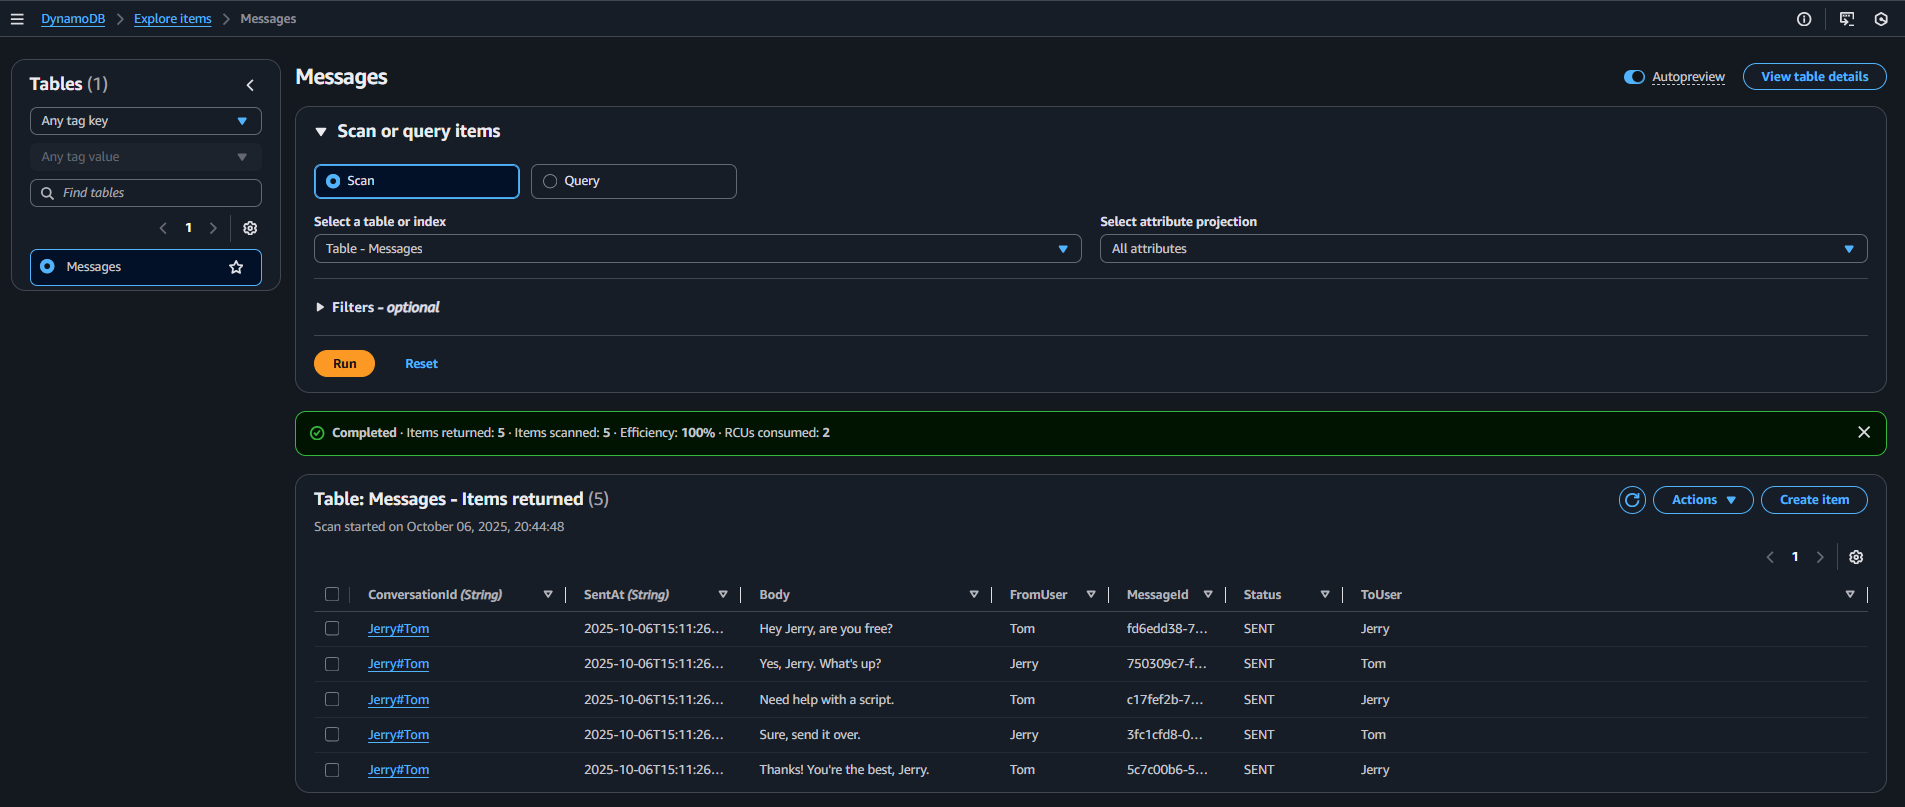 DynamoDB > Explore items > Messages
Tables (1)
Any tag key
Any tag value
Find tables
1
Messages
Messages
Autopreview
View table details
Scan or query items
Scan
Query
Select a table or index
Select attribute projection
Table - Messages
All attributes
Filters - optional
Run
Reset
Completed · Items returned: 5 · Items scanned: 5 · Efficiency: 100% · RCUs consumed: 2
Table: Messages - Items returned (5)
Actions
Create item
Scan started on October 06, 2025, 20:44:48
1
ConversationId (String) SentAt (String) Body FromUser MessageId Status ToUser
Jerry#Tom 2025-10-06T15:11:26... Hey Jerry, are you free? Tom fd6edd38-7... SENT Jerry
Jerry#Tom 2025-10-06T15:11:26... Yes, Jerry. What's up? Jerry 750309c7-f... SENT Tom
Jerry#Tom 2025-10-06T15:11:26... Need help with a script. Tom c17fef2b-7... SENT Jerry
Jerry#Tom 2025-10-06T15:11:26... Sure, send it over. Jerry 3fc1cfd8-0... SENT Tom
Jerry#Tom 2025-10-06T15:11:26... Thanks! You're the best, Jerry. Tom 5c7c00b6-5... SENT Jerry